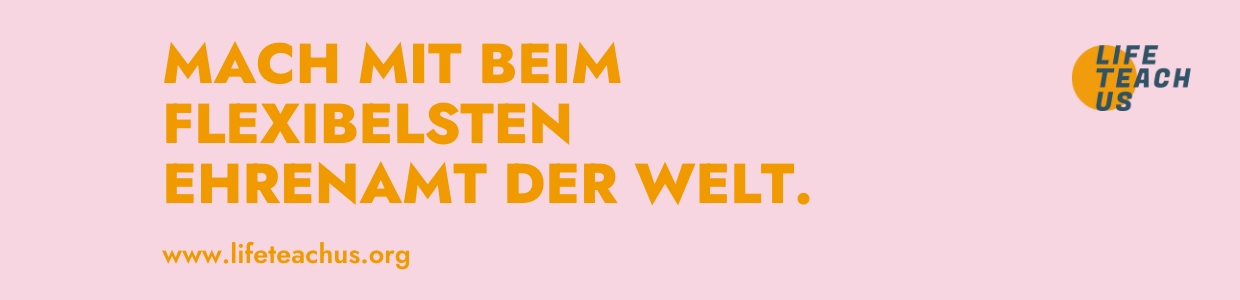 MACH MIT BEIM
FLEXIBELSTEN
EHRENAMT DER WELT.
www.lifeteachus.org
LIFE
TEACH
US